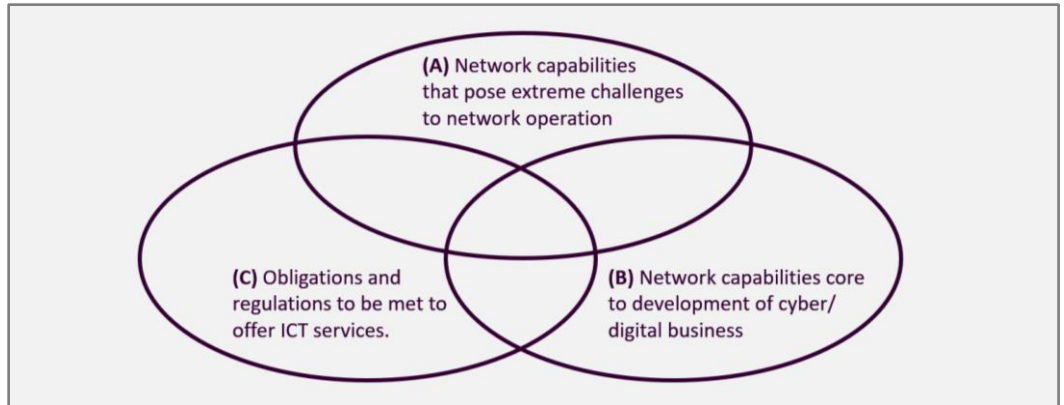 (A) Network capabilities
that pose extreme challenges
to network operation
(C) Obligations and
regulations to be met to
offer ICT services.
(B) Network capabilities core
to development of cyber/
digital business